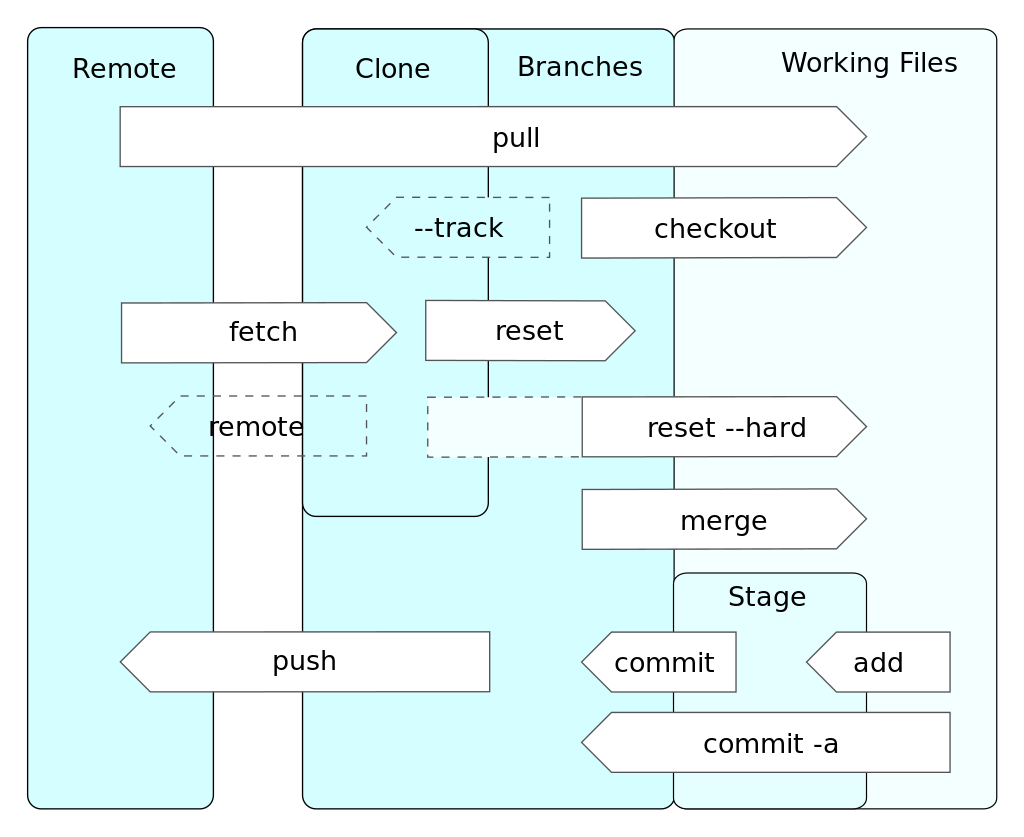 Remote
Clone
Branches
Working Files
pull
--track
checkout
fetch
reset
remote
reset --hard
merge
Stage
push
commit
add
commit -a